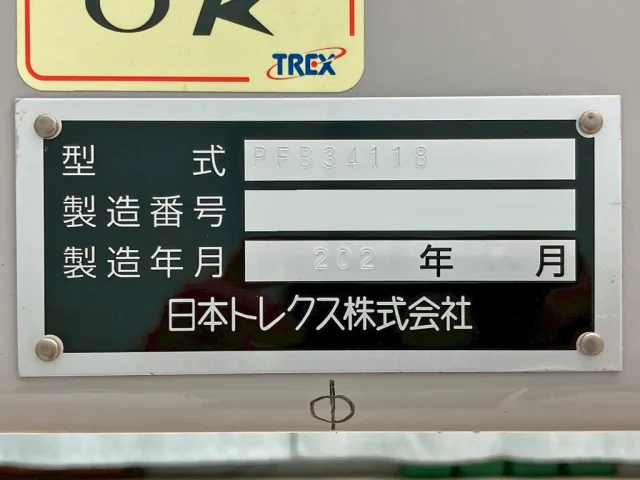 OK
TREX
型式 PFB34118
製造番号
製造年月 202 年 月
日本トレクス株式会社